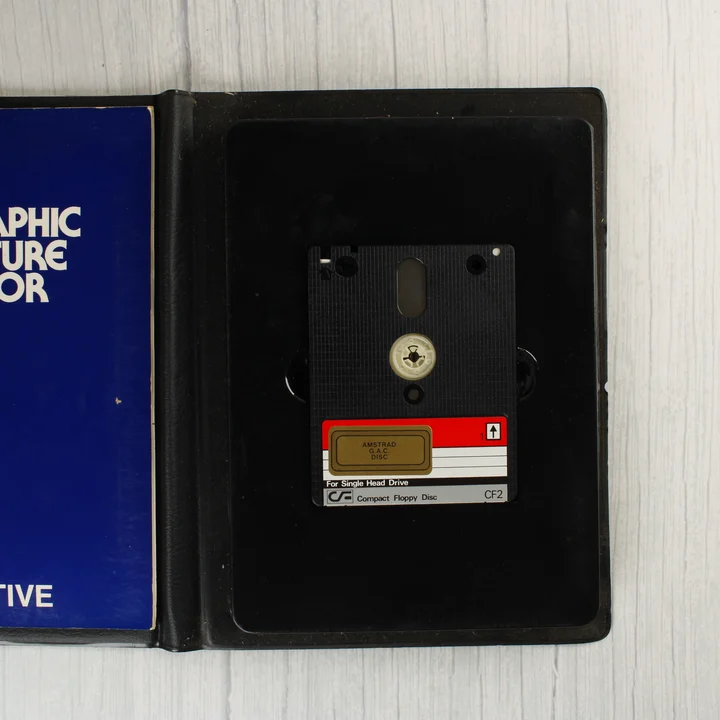 APHIC
TURE
OR
TIVE
AMSTRAD
G.A.C.
DISC
For Single Head Drive
CF Compact Floppy Disc CF2